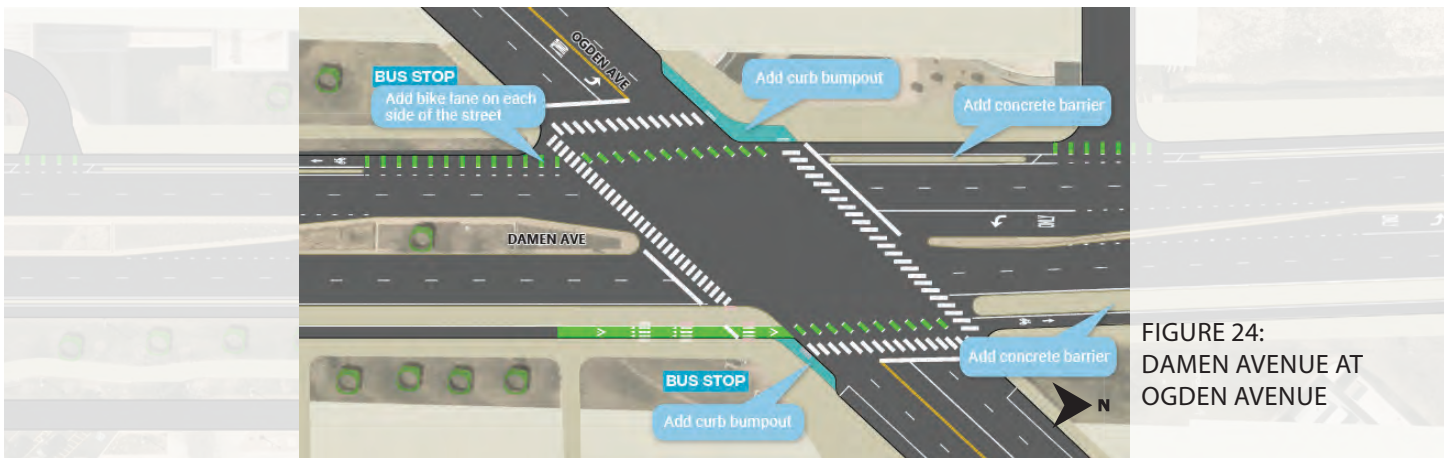 OGDEN AVE
BUS STOP
Add bike lane on each
side of the street
Add curb bumpout
Add concrete barrier
ONLY
DAMEN AVE
ONLY
Add concrete barrier
BUS STOP
Add curb bumpout
N
FIGURE 24:
DAMEN AVENUE AT
OGDEN AVENUE